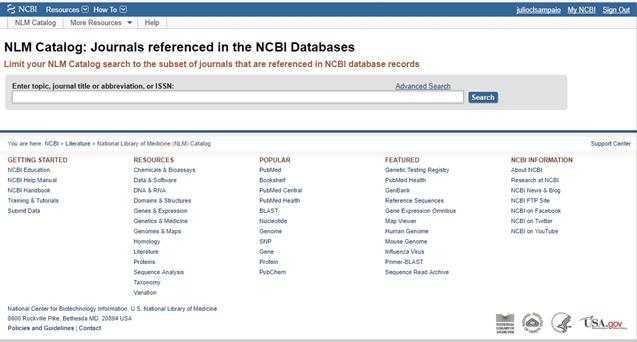 NCBI Resources How To julioclsampaio My NCBI Sign Out
NLM Catalog More Resources Help
NLM Catalog: Journals referenced in the NCBI Databases
Limit your NLM Catalog search to the subset of journals that are referenced in NCBI database records
Enter topic, journal title or abbreviation, or ISSN: Advanced Search
Search
You are here: NCBI > Literature > National Library of Medicine (NLM) Catalog Support Center
GETTING STARTED
NCBI Education
NCBI Help Manual
NCBI Handbook
Training & Tutorials
Submit Data
RESOURCES
Chemicals & Bioassays
Data & Software
DNA & RNA
Domains & Structures
Genes & Expression
Genetics & Medicine
Genomes & Maps
Homology
Literature
Proteins
Sequence Analysis
Taxonomy
Variation
POPULAR
PubMed
Bookshelf
PubMed Central
PubMed Health
BLAST
Nucleotide
Genome
SNP
Gene
Protein
PubChem
FEATURED
Genetic Testing Registry
PubMed Health
GenBank
Reference Sequences
Gene Expression Omnibus
Map Viewer
Human Genome
Mouse Genome
Influenza Virus
Primer-BLAST
Sequence Read Archive
NCBI INFORMATION
About NCBI
Research at NCBI
NCBI News & Blog
NCBI FTP Site
NCBI on Facebook
NCBI on Twitter
NCBI on YouTube
National Center for Biotechnology Information, U.S. National Library of Medicine
8600 Rockville Pike, Bethesda MD, 20894 USA
Policies and Guidelines | Contact
USA.gov